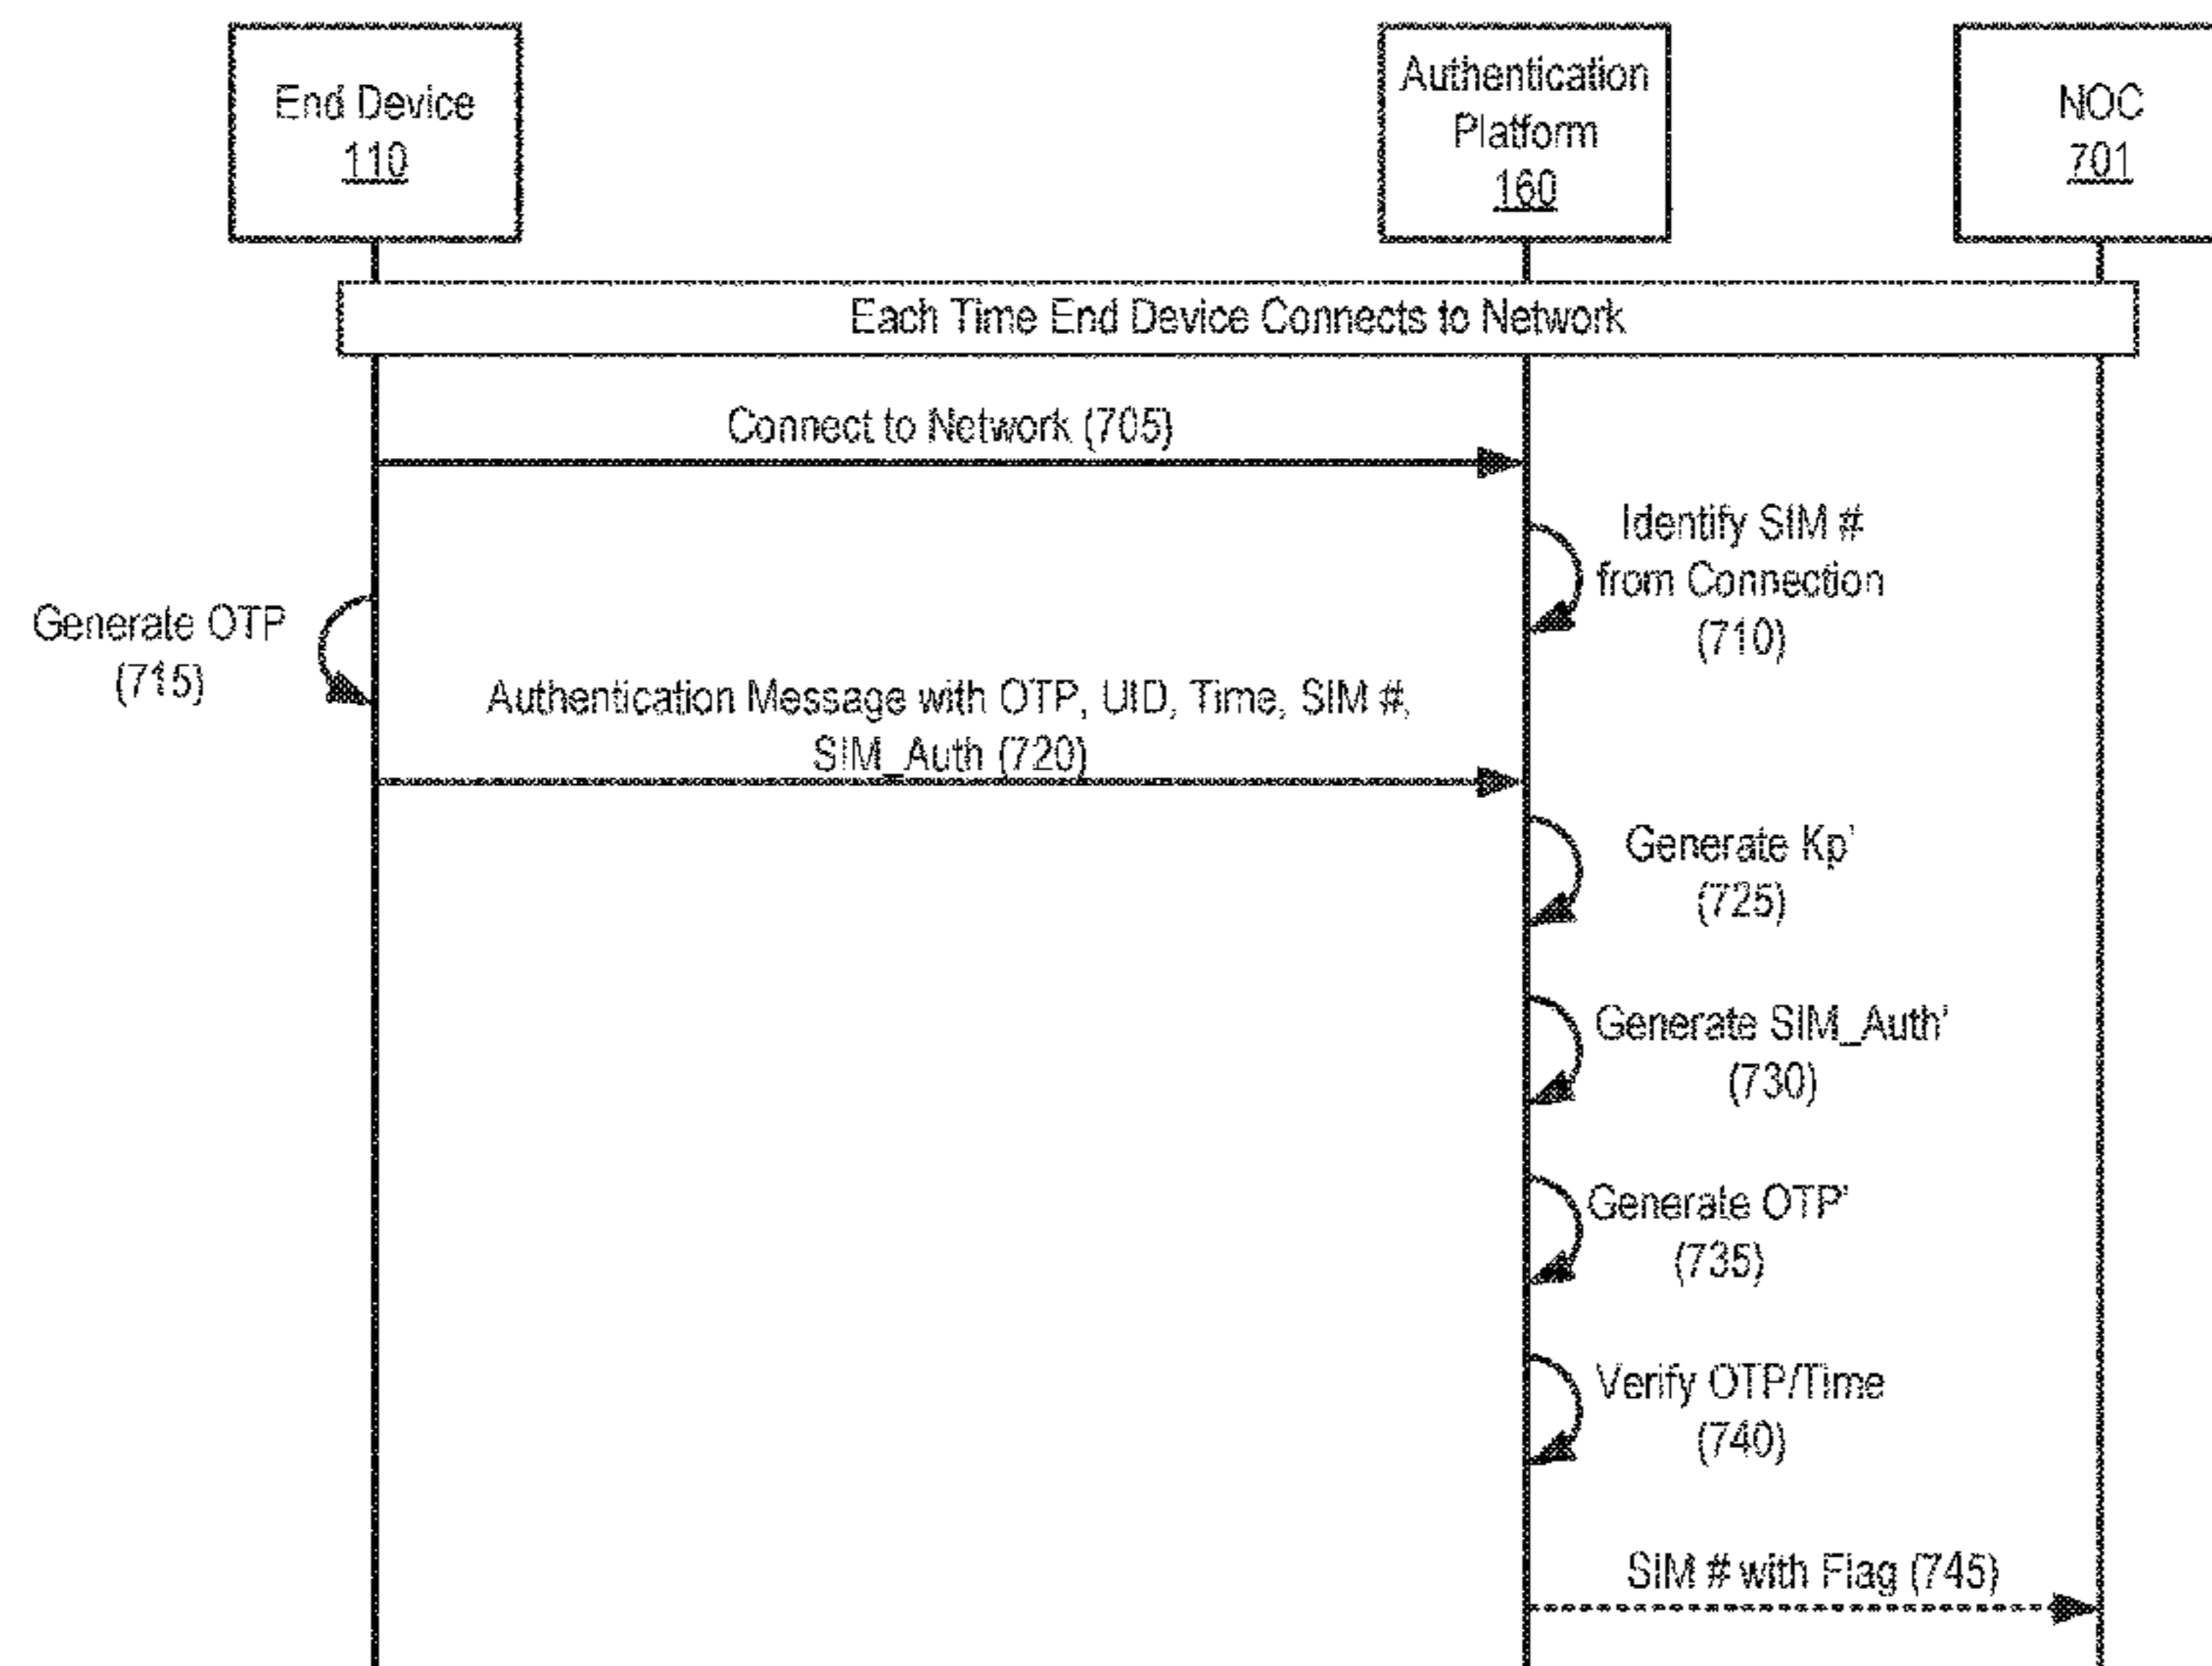 End Device
110
Authentication
Platform
160
NOC
701
Each Time End Device Connects to Network
Connect to Network (705)
Identify SIM #
from Connection
(710)
Generate OTP
(715)
Authentication Message with OTP, UID, Time, SIM #,
SIM_Auth (720)
Generate Kp'
(725)
Generate SIM_Auth'
(730)
Generate OTP'
(735)
Verify OTP/Time
(740)
SIM # with Flag (745)